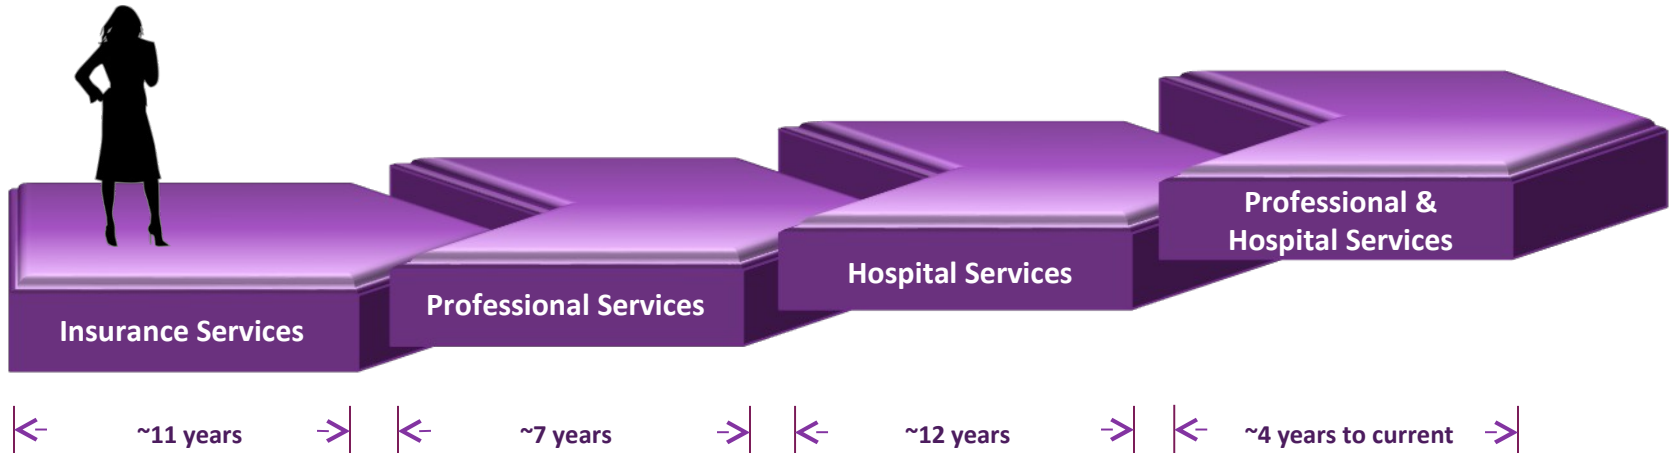 Insurance Services
Professional Services
Hospital Services
Professional &
Hospital Services
~11 years
~7 years
~12 years
~4 years to current